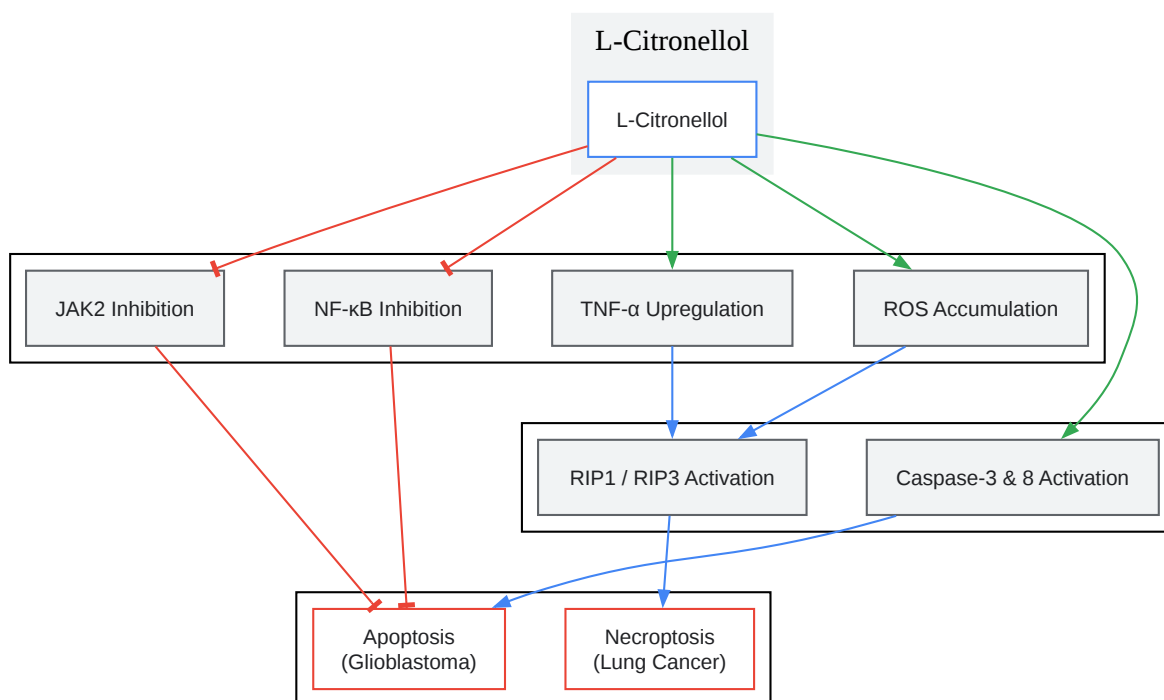 L-Citronellol
L-Citronellol
JAK2 Inhibition
NF-κB Inhibition
TNF-α Upregulation
ROS Accumulation
RIP1 / RIP3 Activation
Caspase-3 & 8 Activation
Apoptosis
(Glioblastoma)
Necroptosis
(Lung Cancer)